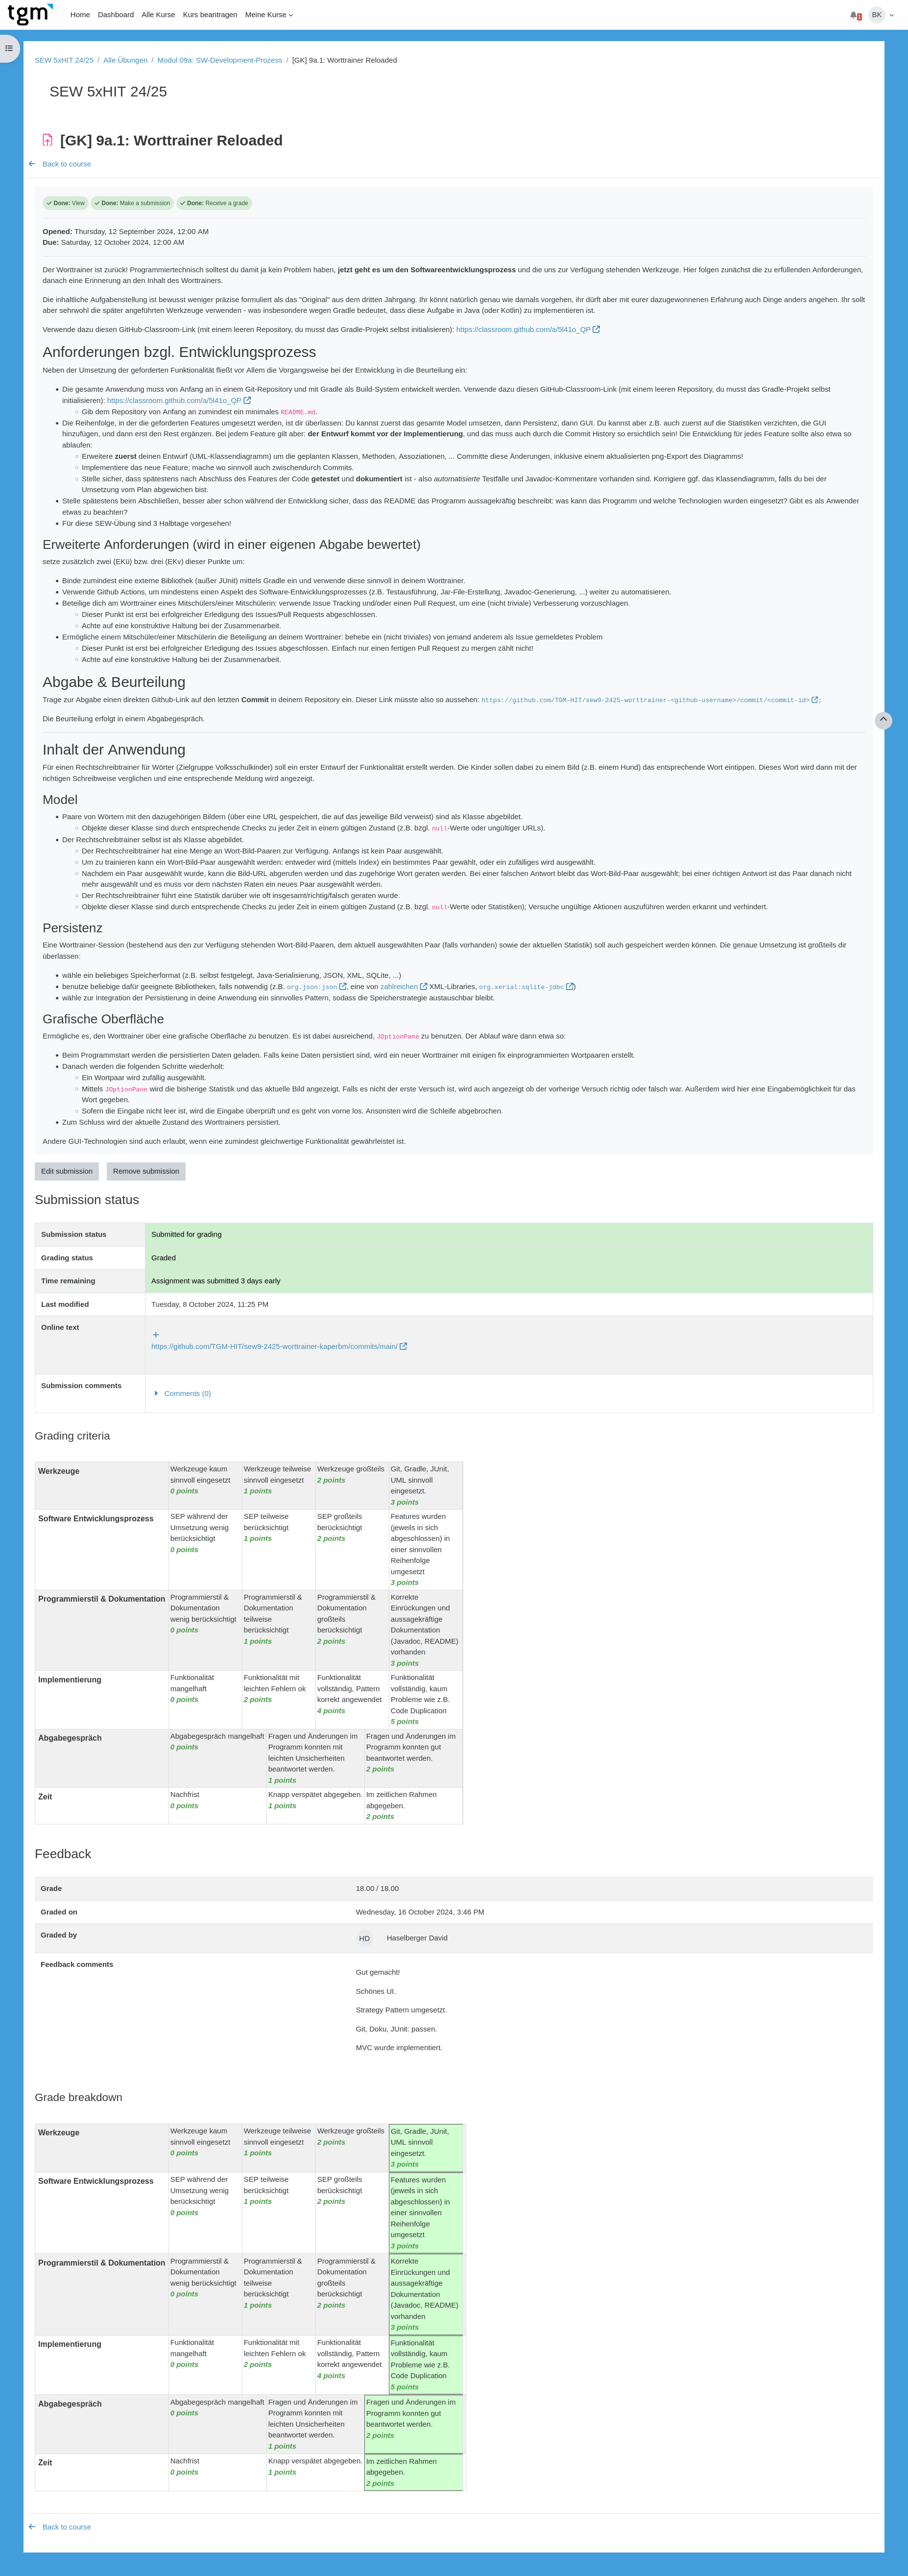 tgm
Home Dashboard Alle Kurse Kurs beantragen Meine Kurse
1 BK
SEW 5xHIT 24/25 / Alle Übungen / Modul 09a: SW-Development-Prozess / [GK] 9a.1: Worttrainer Reloaded
SEW 5xHIT 24/25
[GK] 9a.1: Worttrainer Reloaded
Back to course
Done: View Done: Make a submission Done: Receive a grade
Opened: Thursday, 12 September 2024, 12:00 AM
Due: Saturday, 12 October 2024, 12:00 AM
Der Worttrainer ist zurück! Programmiertechnisch solltest du damit ja kein Problem haben, jetzt geht es um den Softwareentwicklungsprozess und die uns zur Verfügung stehenden Werkzeuge. Hier folgen zunächst die zu erfüllenden Anforderungen,
danach eine Erinnerung an den Inhalt des Worttrainers.
Die inhaltliche Aufgabenstellung ist bewusst weniger präzise formuliert als das "Original" aus dem dritten Jahrgang. Ihr könnt natürlich genau wie damals vorgehen, ihr dürft aber mit eurer dazugewonnenen Erfahrung auch Dinge anders angehen. Ihr sollt
aber sehr wohl die unten angeführten Werkzeuge verwenden - was insbesondere wegen Gradle bedeutet, dass diese Aufgabe in Java (oder Kotlin) zu implementieren ist.
Verwende dazu diesen GitHub-Classroom-Link (mit einem leeren Repository, du musst das Gradle-Projekt selbst initialisieren): https://classroom.github.com/a/5l41o_QP
Anforderungen bzgl. Entwicklungsprozess
Neben der Umsetzung der geforderten Funktionalität fließt vor Allem die Vorgangsweise bei der Entwicklung in die Beurteilung ein:
Die gesamte Anwendung muss von Anfang an in einem Git-Repository und mit Gradle als Build-System entwickelt werden. Verwende dazu diesen GitHub-Classroom-Link (mit einem leeren Repository, du musst das Gradle-Projekt selbst
initialisieren): https://classroom.github.com/a/5l41o_QP
Gib dem Repository von Anfang an zumindest ein minimales README.md.
Die Reihenfolge, in der die geforderten Features umgesetzt werden, ist dir überlassen: Du kannst zuerst das gesamte Model umsetzen, dann Persistenz, dann GUI. Du kannst aber z.B. auch zuerst auf die Statistiken verzichten, die GUI
hinzufügen, und dann erst den Rest ergänzen. Bei jedem Feature gilt aber: der Entwurf kommt vor der Implementierung, und das muss auch durch die Commit History so ersichtlich sein! Die Entwicklung für jedes Feature sollte also etwa so
ablaufen:
Erweitere zuerst deinen Entwurf (UML-Klassendiagramm) um die geplanten Klassen, Methoden, Assoziationen, ... Committe diese Änderungen, inklusive einem aktualisierten png-Export des Diagramms!
Implementiere das neue Feature; mache wo sinnvoll auch zwischendurch Commits.
Stelle sicher, dass spätestens nach Abschluss des Features der Code getestet und dokumentiert ist - also automatisierte Testfälle und Javadoc-Kommentare vorhanden sind. Korrigiere ggf. das Klassendiagramm, falls du bei der
Umsetzung vom Plan abgewichen bist.
Stelle spätestens beim Abschließen, besser aber schon während der Entwicklung sicher, dass das README das Programm aussagekräftig beschreibt: was kann das Programm und welche Technologien wurden eingesetzt? Gibt es als Anwender
etwas zu beachten?
Für diese SEW-Übung sind 3 Halbtage vorgesehen!
Erweiterte Anforderungen (wird in einer eigenen Abgabe bewertet)
setze zusätzlich zwei (EKü) bzw. drei (EKv) dieser Punkte um:
Binde zumindest eine externe Bibliothek (außer JUnit) mittels Gradle ein und verwende diese sinnvoll in deinem Worttrainer.
Verwende Github Actions, um mindestens einen Aspekt des Software-Entwicklungsprozesses (z.B. Testausführung, Jar-File-Erstellung, Javadoc-Generierung, ...) weiter zu automatisieren.
Beteilige dich am Worttrainer eines Mitschülers/einer Mitschülerin: verwende Issue Tracking und/oder einen Pull Request, um eine (nicht triviale) Verbesserung vorzuschlagen.
Dieser Punkt ist erst bei erfolgreicher Erledigung des Issues/Pull Requests abgeschlossen.
Achte auf eine konstruktive Haltung bei der Zusammenarbeit.
Ermögliche einem Mitschüler/einer Mitschülerin die Beteiligung an deinem Worttrainer: behebe ein (nicht triviales) von jemand anderem als Issue gemeldetes Problem
Dieser Punkt ist erst bei erfolgreicher Erledigung des Issues abgeschlossen. Einfach nur einen fertigen Pull Request zu mergen zählt nicht!
Achte auf eine konstruktive Haltung bei der Zusammenarbeit.
Abgabe & Beurteilung
Trage zur Abgabe einen direkten Github-Link auf den letzten Commit in deinem Repository ein. Dieser Link müsste also so aussehen: https://github.com/TGM-HIT/sew9-2425-worttrainer-<github-username>/commit/<commit-id>;
Die Beurteilung erfolgt in einem Abgabegespräch.
Inhalt der Anwendung
Für einen Rechtschreibtrainer für Wörter (Zielgruppe Volksschulkinder) soll ein erster Entwurf der Funktionalität erstellt werden. Die Kinder sollen dabei zu einem Bild (z.B. einem Hund) das entsprechende Wort eintippen. Dieses Wort wird dann mit der
richtigen Schreibweise verglichen und eine entsprechende Meldung wird angezeigt.
Model
Paare von Wörtern mit den dazugehörigen Bildern (über eine URL gespeichert, die auf das jeweilige Bild verweist) sind als Klasse abgebildet.
Objekte dieser Klasse sind durch entsprechende Checks zu jeder Zeit in einem gültigen Zustand (z.B. bzgl. null-Werte oder ungültiger URLs).
Der Rechtschreibtrainer selbst ist als Klasse abgebildet.
Der Rechtschreibtrainer hat eine Menge an Wort-Bild-Paaren zur Verfügung. Anfangs ist kein Paar ausgewählt.
Um zu trainieren kann ein Wort-Bild-Paar ausgewählt werden: entweder wird (mittels Index) ein bestimmtes Paar gewählt, oder ein zufälliges wird ausgewählt.
Nachdem ein Paar ausgewählt wurde, kann die Bild-URL abgerufen werden und das zugehörige Wort geraten werden. Bei einer falschen Antwort bleibt das Wort-Bild-Paar ausgewählt; bei einer richtigen Antwort ist das Paar danach nicht
mehr ausgewählt und es muss vor dem nächsten Raten ein neues Paar ausgewählt werden.
Der Rechtschreibtrainer führt eine Statistik darüber wie oft insgesamt/richtig/falsch geraten wurde.
Objekte dieser Klasse sind durch entsprechende Checks zu jeder Zeit in einem gültigen Zustand (z.B. bzgl. null-Werte oder Statistiken); Versuche ungültige Aktionen auszuführen werden erkannt und verhindert.
Persistenz
Eine Worttrainer-Session (bestehend aus den zur Verfügung stehenden Wort-Bild-Paaren, dem aktuell ausgewählten Paar (falls vorhanden) sowie der aktuellen Statistik) soll auch gespeichert werden können. Die genaue Umsetzung ist großteils dir
überlassen:
wähle ein beliebiges Speicherformat (z.B. selbst festgelegt, Java-Serialisierung, JSON, XML, SQLite, ...)
benutze beliebige dafür geeignete Bibliotheken, falls notwendig (z.B. org.json:json, eine von zahlreichen XML-Libraries, org.xerial:sqlite-jdbc)
wähle zur Integration der Persistierung in deine Anwendung ein sinnvolles Pattern, sodass die Speicherstrategie austauschbar bleibt.
Grafische Oberfläche
Ermögliche es, den Worttrainer über eine grafische Oberfläche zu benutzen. Es ist dabei ausreichend, JOptionPane zu benutzen. Der Ablauf wäre dann etwa so:
Beim Programmstart werden die persistierten Daten geladen. Falls keine Daten persistiert sind, wird ein neuer Worttrainer mit einigen fix einprogrammierten Wortpaaren erstellt.
Danach werden die folgenden Schritte wiederholt:
Ein Wortpaar wird zufällig ausgewählt.
Mittels JOptionPane wird die bisherige Statistik und das aktuelle Bild angezeigt. Falls es nicht der erste Versuch ist, wird auch angezeigt ob der vorherige Versuch richtig oder falsch war. Außerdem wird hier eine Eingabemöglichkeit für das
Wort gegeben.
Sofern die Eingabe nicht leer ist, wird die Eingabe überprüft und es geht von vorne los. Ansonsten wird die Schleife abgebrochen.
Zum Schluss wird der aktuelle Zustand des Worttrainers persistiert.
Andere GUI-Technologien sind auch erlaubt, wenn eine zumindest gleichwertige Funktionalität gewährleistet ist.
Edit submission Remove submission
Submission status
Submission status Submitted for grading
Grading status Graded
Time remaining Assignment was submitted 3 days early
Last modified Tuesday, 8 October 2024, 11:25 PM
Online text
https://github.com/TGM-HIT/sew9-2425-worttrainer-kaperbm/commits/main/
Submission comments
Comments (0)
Grading criteria
Werkzeuge
Werkzeuge kaum
sinnvoll eingesetzt
0 points
Werkzeuge teilweise
sinnvoll eingesetzt
1 points
Werkzeuge großteils
2 points
Git, Gradle, JUnit,
UML sinnvoll
eingesetzt.
3 points
Software Entwicklungsprozess
SEP während der
Umsetzung wenig
berücksichtigt
0 points
SEP teilweise
berücksichtigt
1 points
SEP großteils
berücksichtigt
2 points
Features wurden
(jeweils in sich
abgeschlossen) in
einer sinnvollen
Reihenfolge
umgesetzt
3 points
Programmierstil & Dokumentation
Programmierstil &
Dokumentation
wenig berücksichtigt
0 points
Programmierstil &
Dokumentation
teilweise
berücksichtigt
1 points
Programmierstil &
Dokumentation
großteils
berücksichtigt
2 points
Korrekte
Einrückungen und
aussagekräftige
Dokumentation
(Javadoc, README)
vorhanden
3 points
Implementierung
Funktionalität
mangelhaft
0 points
Funktionalität mit
leichten Fehlern ok
2 points
Funktionalität
vollständig, Pattern
korrekt angewendet
4 points
Funktionalität
vollständig, kaum
Probleme wie z.B.
Code Duplication
5 points
Abgabegespräch
Abgabegespräch mangelhaft
0 points
Fragen und Änderungen im
Programm konnten mit
leichten Unsicherheiten
beantwortet werden.
1 points
Fragen und Änderungen im
Programm konnten gut
beantwortet werden.
2 points
Zeit
Nachfrist
0 points
Knapp verspätet abgegeben.
1 points
Im zeitlichen Rahmen
abgegeben.
2 points
Feedback
Grade 18.00 / 18.00
Graded on Wednesday, 16 October 2024, 3:46 PM
Graded by HD Haselberger David
Feedback comments
Gut gemacht!
Schönes UI.
Strategy Pattern umgesetzt.
Git, Doku, JUnit: passen.
MVC wurde implementiert.
Grade breakdown
Werkzeuge
Werkzeuge kaum
sinnvoll eingesetzt
0 points
Werkzeuge teilweise
sinnvoll eingesetzt
1 points
Werkzeuge großteils
2 points
Git, Gradle, JUnit,
UML sinnvoll
eingesetzt.
3 points
Software Entwicklungsprozess
SEP während der
Umsetzung wenig
berücksichtigt
0 points
SEP teilweise
berücksichtigt
1 points
SEP großteils
berücksichtigt
2 points
Features wurden
(jeweils in sich
abgeschlossen) in
einer sinnvollen
Reihenfolge
umgesetzt
3 points
Programmierstil & Dokumentation
Programmierstil &
Dokumentation
wenig berücksichtigt
0 points
Programmierstil &
Dokumentation
teilweise
berücksichtigt
1 points
Programmierstil &
Dokumentation
großteils
berücksichtigt
2 points
Korrekte
Einrückungen und
aussagekräftige
Dokumentation
(Javadoc, README)
vorhanden
3 points
Implementierung
Funktionalität
mangelhaft
0 points
Funktionalität mit
leichten Fehlern ok
2 points
Funktionalität
vollständig, Pattern
korrekt angewendet
4 points
Funktionalität
vollständig, kaum
Probleme wie z.B.
Code Duplication
5 points
Abgabegespräch
Abgabegespräch mangelhaft
0 points
Fragen und Änderungen im
Programm konnten mit
leichten Unsicherheiten
beantwortet werden.
1 points
Fragen und Änderungen im
Programm konnten gut
beantwortet werden.
2 points
Zeit
Nachfrist
0 points
Knapp verspätet abgegeben.
1 points
Im zeitlichen Rahmen
abgegeben.
2 points
Back to course